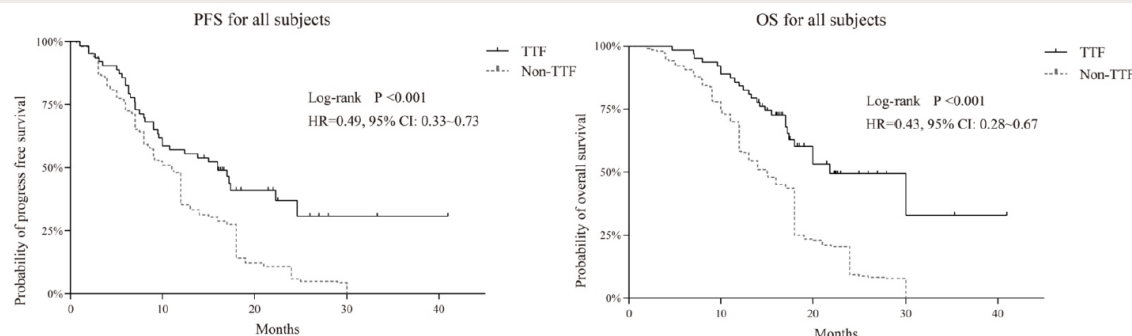 PFS for all subjects
100%
75%
50%
25%
0%
0 10 20 30 40
Months
Probability of progress free survival
TTF
Non-TTF
Log-rank P <0.001
HR=0.49, 95% CI: 0.33~0.73
OS for all subjects
100%
75%
50%
25%
0%
0 10 20 30 40
Months
Probability of overall survival
TTF
Non-TTF
Log-rank P <0.001
HR=0.43, 95% CI: 0.28~0.67